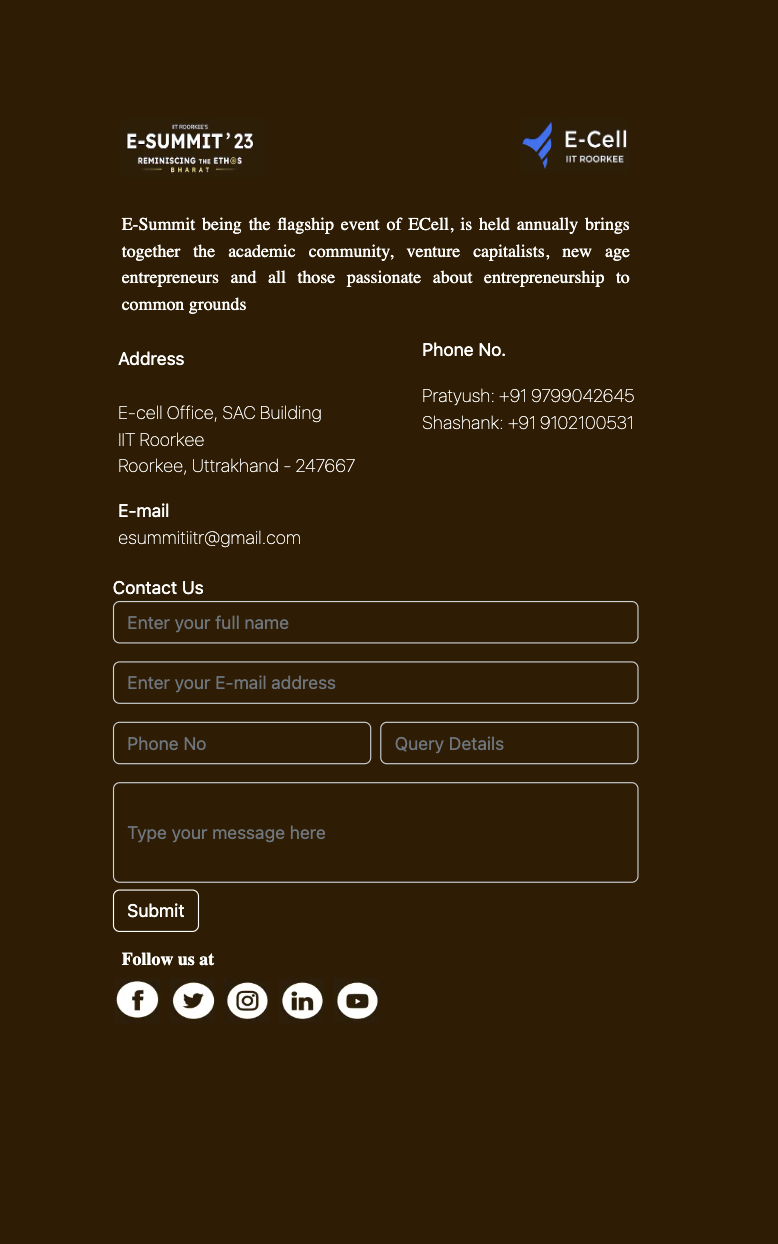 IIT ROORKEE'S
E-SUMMIT'23
REMINISCING THE ETH@S
BHARAT
E-Cell
IIT ROORKEE
E-Summit being the flagship event of ECell, is held annually brings
together the academic community, venture capitalists, new age
entrepreneurs and all those passionate about entrepreneurship to
common grounds
Address
Phone No.
E-cell Office, SAC Building
IIT Roorkee
Roorkee, Uttrakhand - 247667
Pratyush: +91 9799042645
Shashank: +91 9102100531
E-mail
esummitiitr@gmail.com
Contact Us
Enter your full name
Enter your E-mail address
Phone No
Query Details
Type your message here
Submit
Follow us at